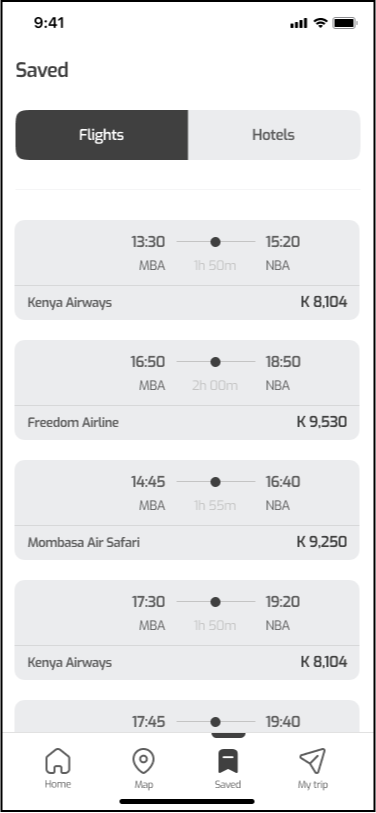 9:41
Saved
Flights Hotels
13:30 15:20
MBA 1h 50m NBA
Kenya Airways K 8,104
16:50 18:50
MBA 2h 00m NBA
Freedom Airline K 9,530
14:45 16:40
MBA 1h 55m NBA
Mombasa Air Safari K 9,250
17:30 19:20
MBA 1h 50m NBA
Kenya Airways K 8,104
17:45 19:40
Home Map Saved My trip